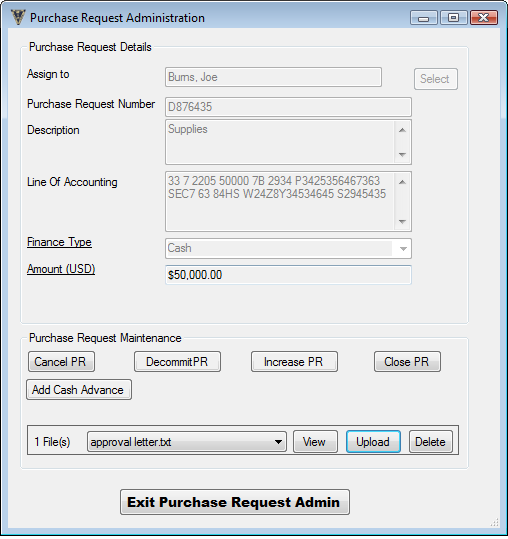 Purchase Request Administration
Purchase Request Details
Assign to
Burns, Joe
Select
Purchase Request Number
D876435
Description
Supplies
Line Of Accounting
33 7 2205 50000 7B 2934 P3425356467363
SEC7 63 84HS W24Z8Y34534645 S2945435
Finance Type
Cash
Amount (USD)
$50,000.00
Purchase Request Maintenance
Cancel PR
DecommitPR
Increase PR
Close PR
Add Cash Advance
1 File(s)
approval letter.txt
View
Upload
Delete
Exit Purchase Request Admin